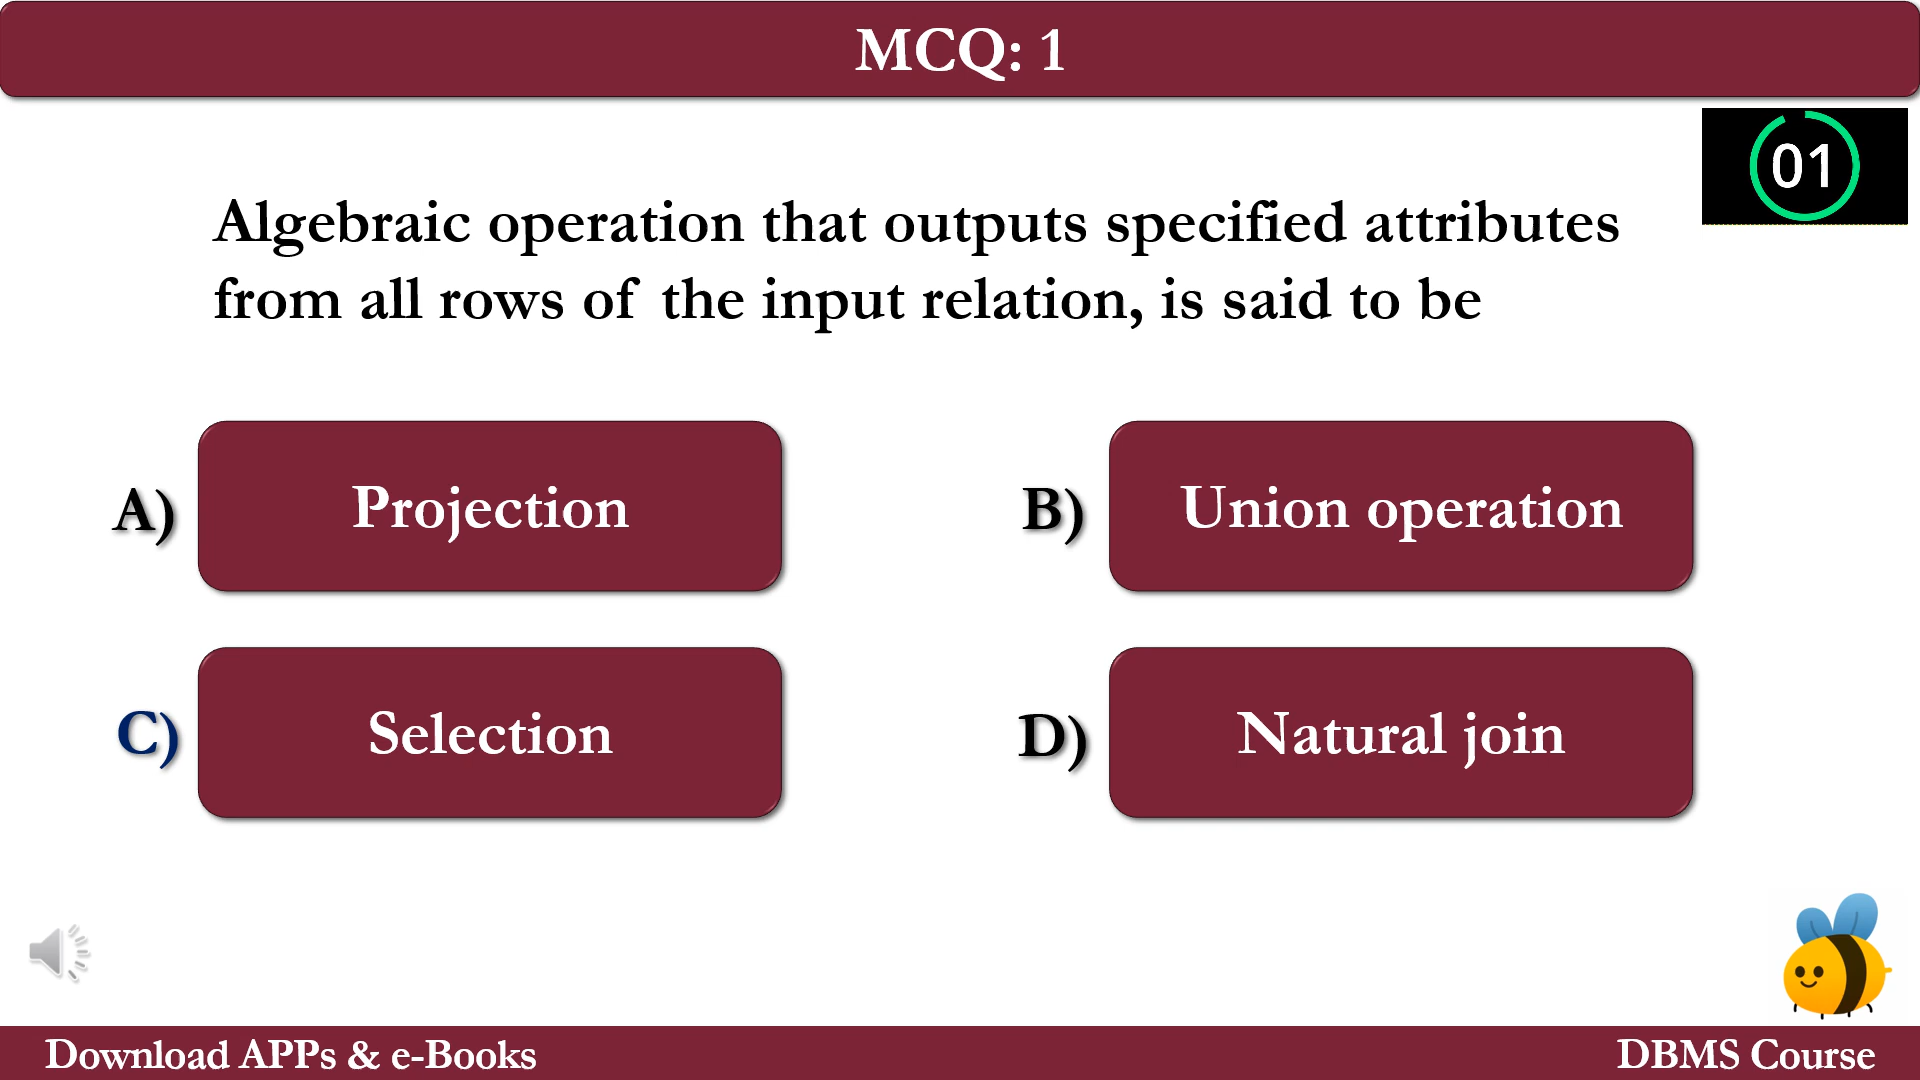 MCQ: 1
01
Algebraic operation that outputs specified attributes
from all rows of the input relation, is said to be
A) Projection
B) Union operation
C) Selection
D) Natural join
Download APPs & e-Books
DBMS Course